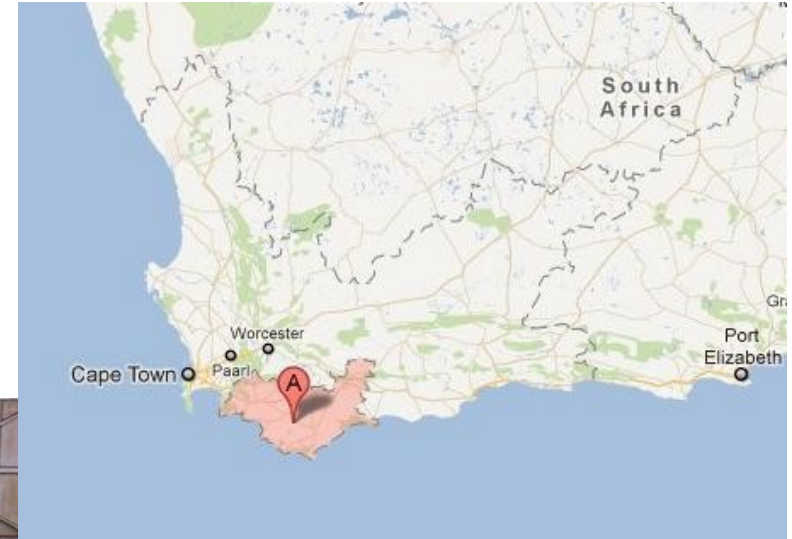 South
Africa
Gra
Worcester
Port
Elizabeth
Cape Town
Paarl
A